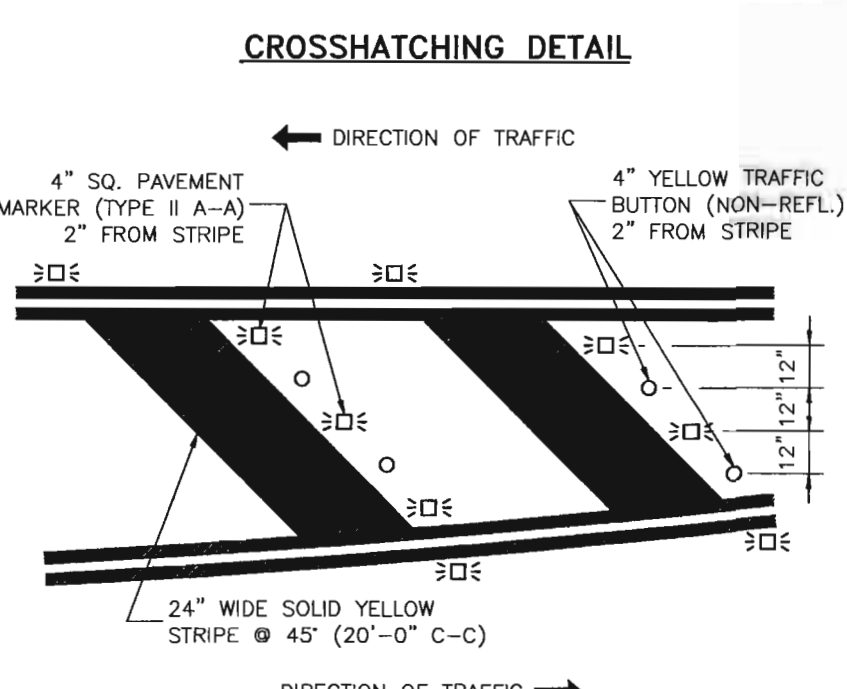 CROSSHATCHING DETAIL
DIRECTION OF TRAFFIC
4" SQ. PAVEMENT
MARKER (TYPE II A-A)
2" FROM STRIPE
4" YELLOW TRAFFIC
BUTTON (NON-REFL.)
2" FROM STRIPE
12"
12"
12"
24" WIDE SOLID YELLOW
STRIPE @ 45° (20'-0" C-C)
DIRECTION OF TRAFFIC